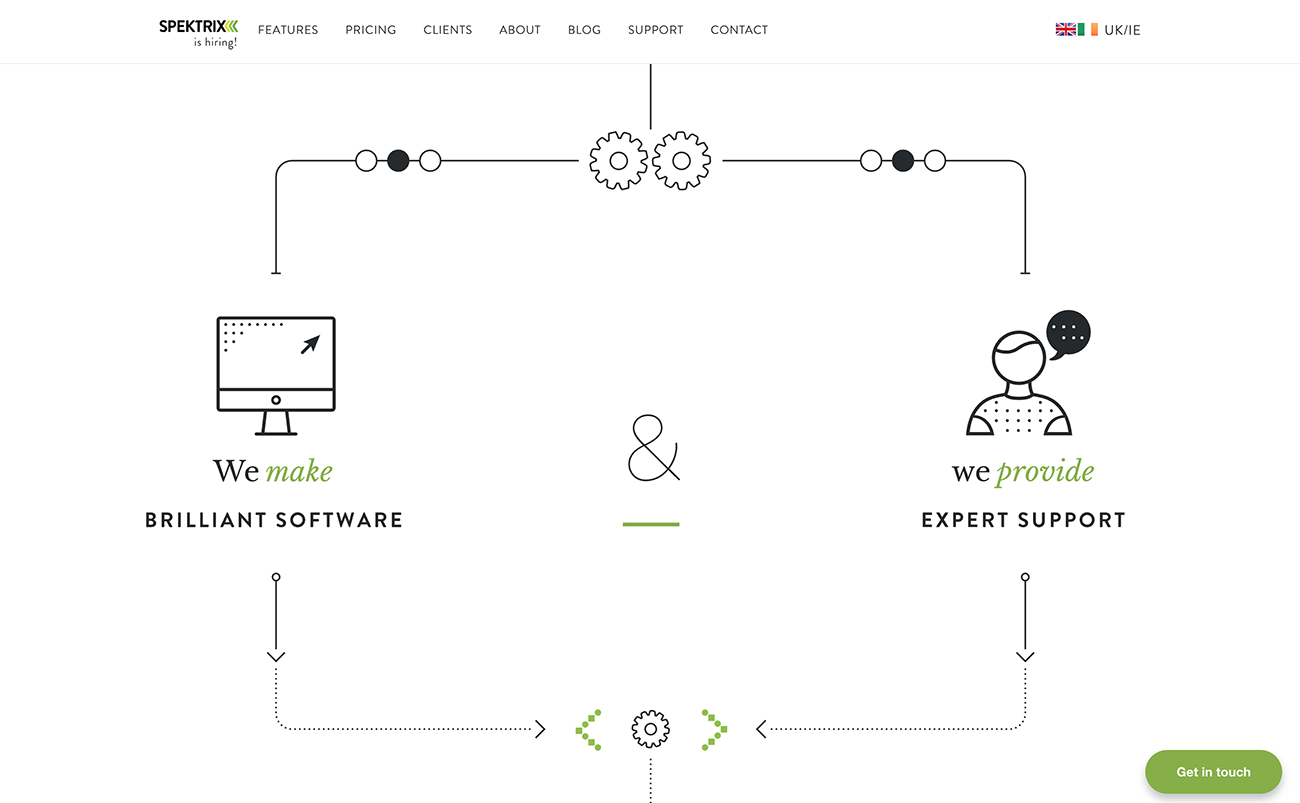 SPEKTRIX
is hiring!
FEATURES
PRICING
CLIENTS
ABOUT
BLOG
SUPPORT
CONTACT
UK/IE
We make
BRILLIANT SOFTWARE
&
we provide
EXPERT SUPPORT
Get in touch